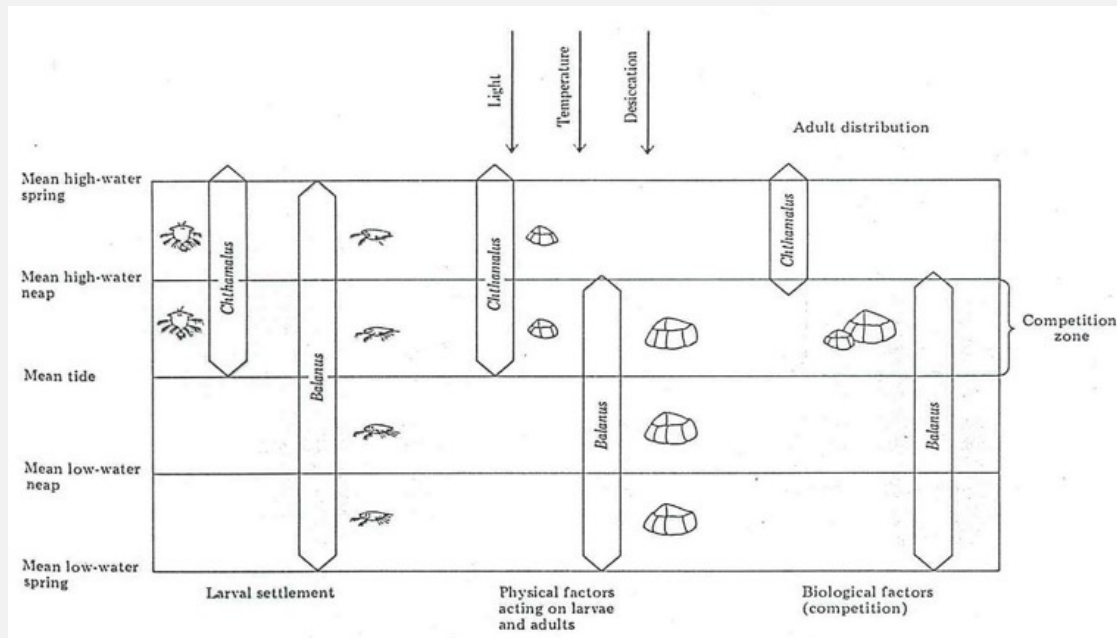 Light
Temperature
Desiccation
Adult distribution
Mean high-water
spring
Mean high-water
neap
Mean tide
Mean low-water
neap
Mean low-water
spring
Chthamalus
Balanus
Chthamalus
Balanus
Chthamalus
Balanus
Competition
zone
Larval settlement
Physical factors
acting on larvae
and adults
Biological factors
(competition)